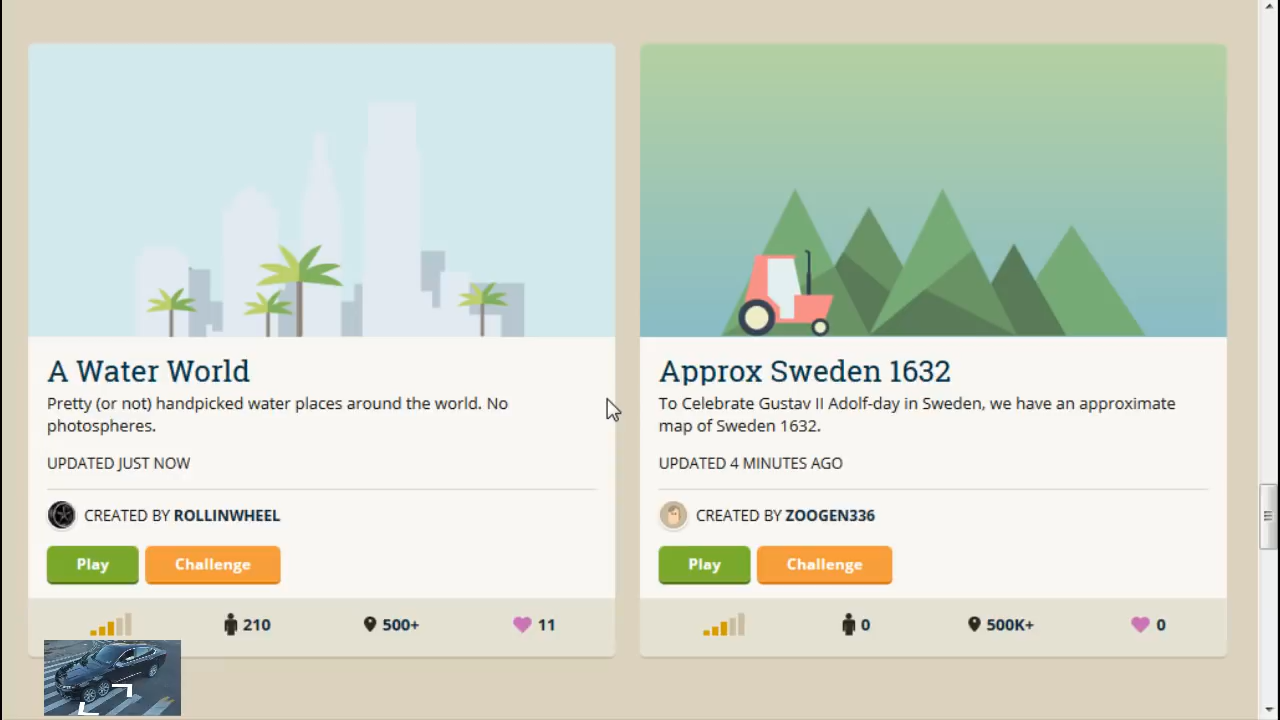 A Water World
Pretty (or not) handpicked water places around the world. No
photospheres.
UPDATED JUST NOW
CREATED BY ROLLINWHEEL
Play
Challenge
210
500+
11
Approx Sweden 1632
To Celebrate Gustav II Adolf-day in Sweden, we have an approximate
map of Sweden 1632.
UPDATED 4 MINUTES AGO
CREATED BY ZOOGEN336
Play
Challenge
0
500K+
0